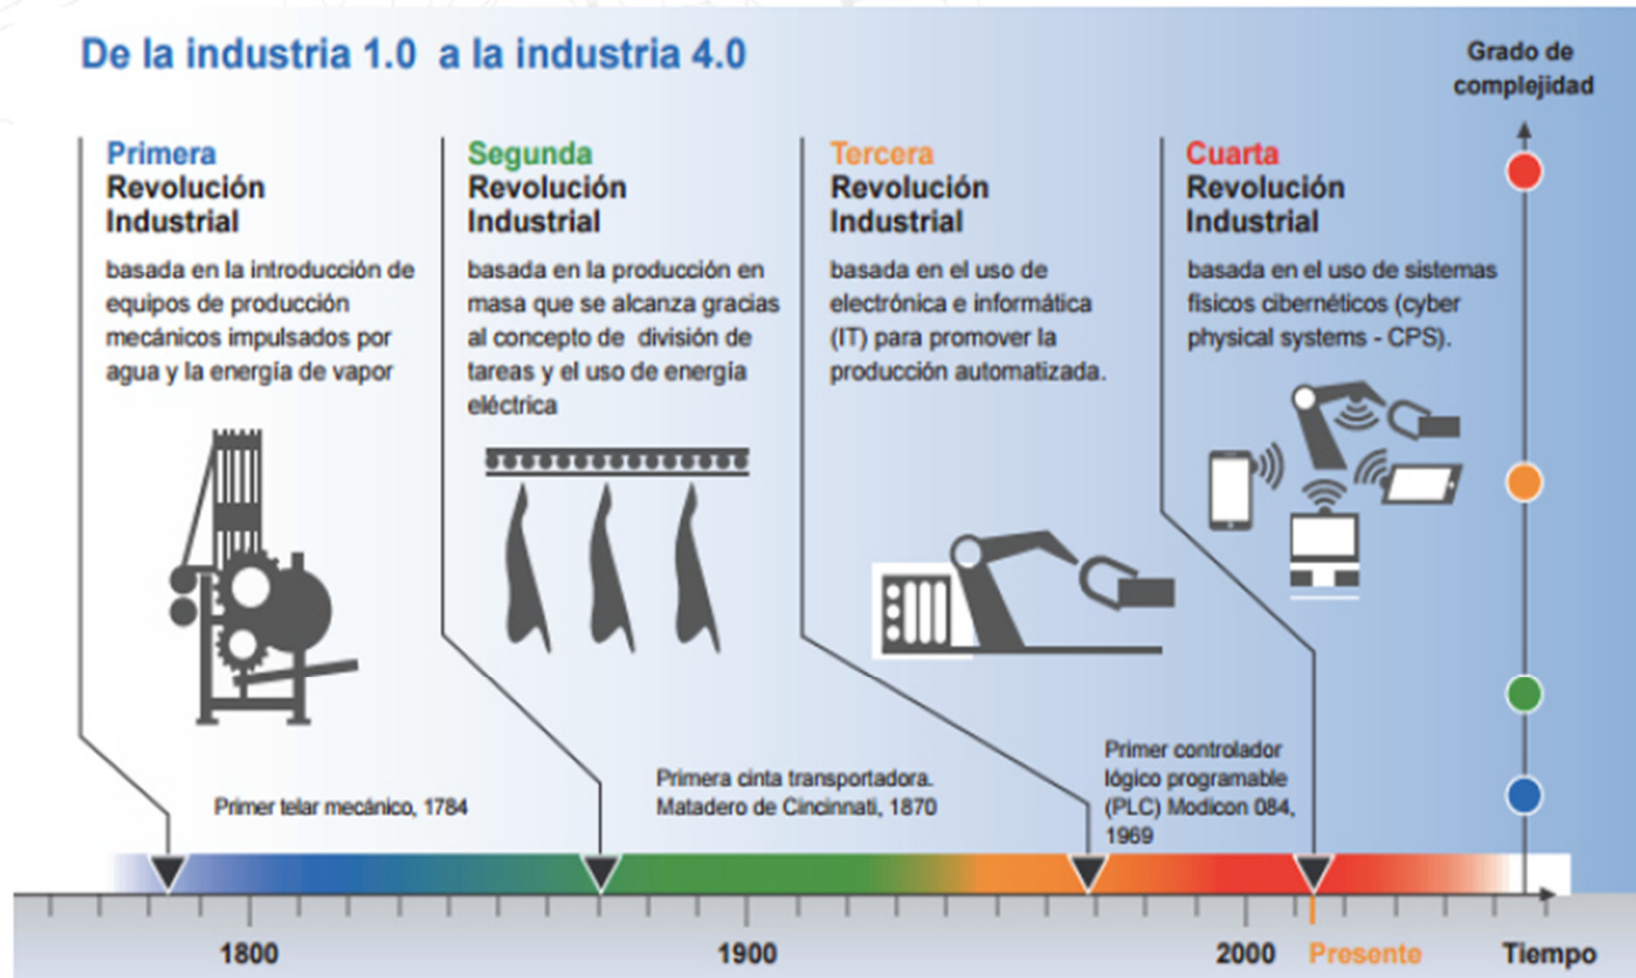 De la industria 1.0 a la industria 4.0
Grado de
complejidad
Primera
Revolución
Industrial
basada en la introducción de
equipos de producción
mecánicos impulsados por
agua y la energía de vapor
Segunda
Revolución
Industrial
basada en la producción en
masa que se alcanza gracias
al concepto de división de
tareas y el uso de energía
eléctrica
Tercera
Revolución
Industrial
basada en el uso de
electrónica e informática
(IT) para promover la
producción automatizada.
Cuarta
Revolución
Industrial
basada en el uso de sistemas
físicos cibernéticos (cyber
physical systems - CPS).
Primer telar mecánico, 1784
Primera cinta transportadora.
Matadero de Cincinnati, 1870
Primer controlador
lógico programable
(PLC) Modicon 084,
1969
1800
1900
2000
Presente
Tiempo